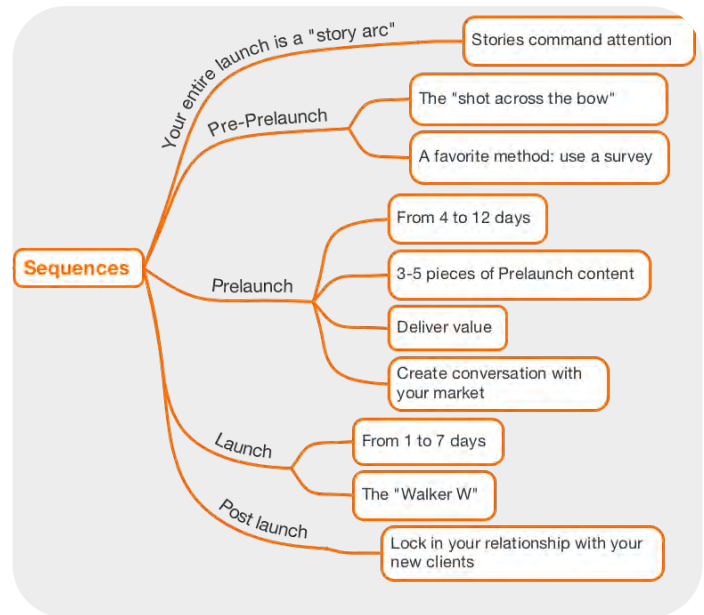 Your entire launch is a "story arc"
Stories command attention
Pre-Prelaunch
The "shot across the bow"
A favorite method: use a survey
Sequences
Prelaunch
From 4 to 12 days
3-5 pieces of Prelaunch content
Deliver value
Create conversation with
your market
Launch
From 1 to 7 days
The "Walker W"
Post launch
Lock in your relationship with your
new clients